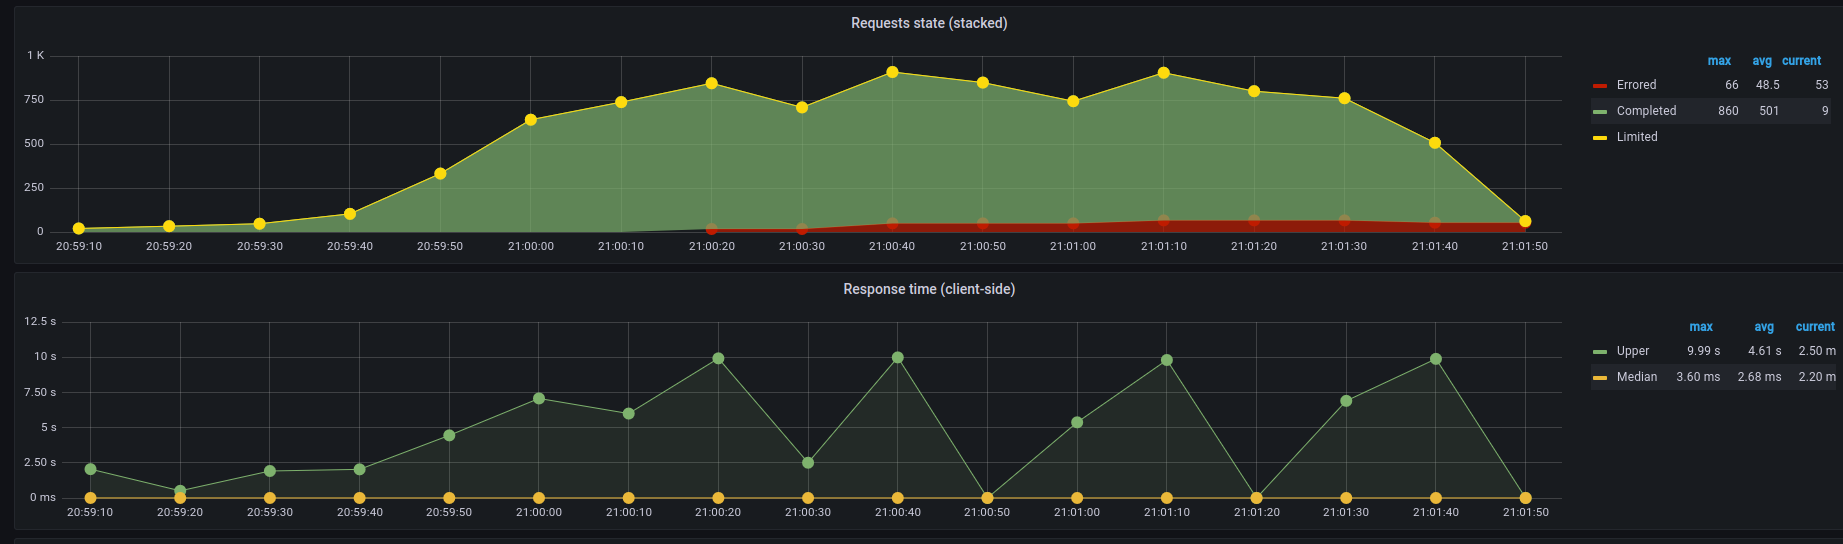 Requests state (stacked)
1 K
750
500
250
0
20:59:10 20:59:20 20:59:30 20:59:40 20:59:50 21:00:00 21:00:10 21:00:20 21:00:30 21:00:40 21:00:50 21:01:00 21:01:10 21:01:20 21:01:30 21:01:40 21:01:50
max avg current
Errored 66 48.5 53
Completed 860 501 9
Limited
Response time (client-side)
12.5 s
10 s
7.50 s
5 s
2.50 s
0 ms
20:59:10 20:59:20 20:59:30 20:59:40 20:59:50 21:00:00 21:00:10 21:00:20 21:00:30 21:00:40 21:00:50 21:01:00 21:01:10 21:01:20 21:01:30 21:01:40 21:01:50
max avg current
Upper 9.99 s 4.61 s 2.50 m
Median 3.60 ms 2.68 ms 2.20 m